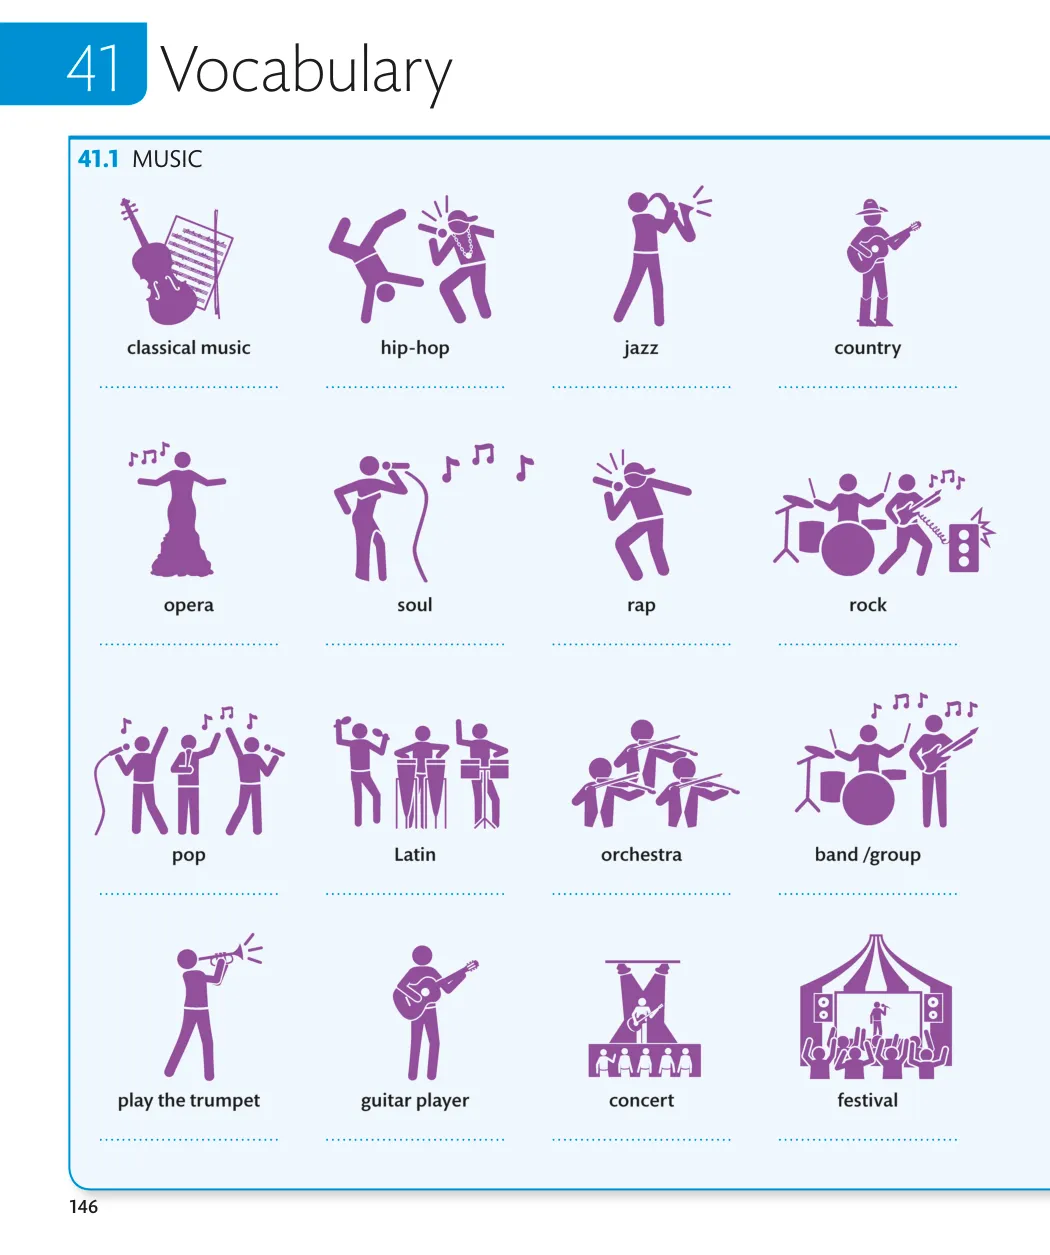 41 Vocabulary
41.1 MUSIC
classical music
hip-hop
jazz
country
opera
soul
rap
rock
pop
Latin
orchestra
band /group
play the trumpet
guitar player
concert
festival
146